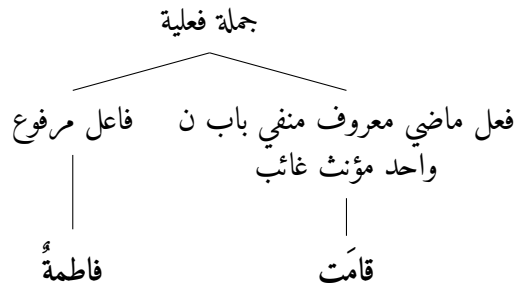 جملة فعلية
فعل ماضي معروف منفي باب ن
واحد مؤنث غائب
فاعل مرفوع
قامَت
فاطمةٌ